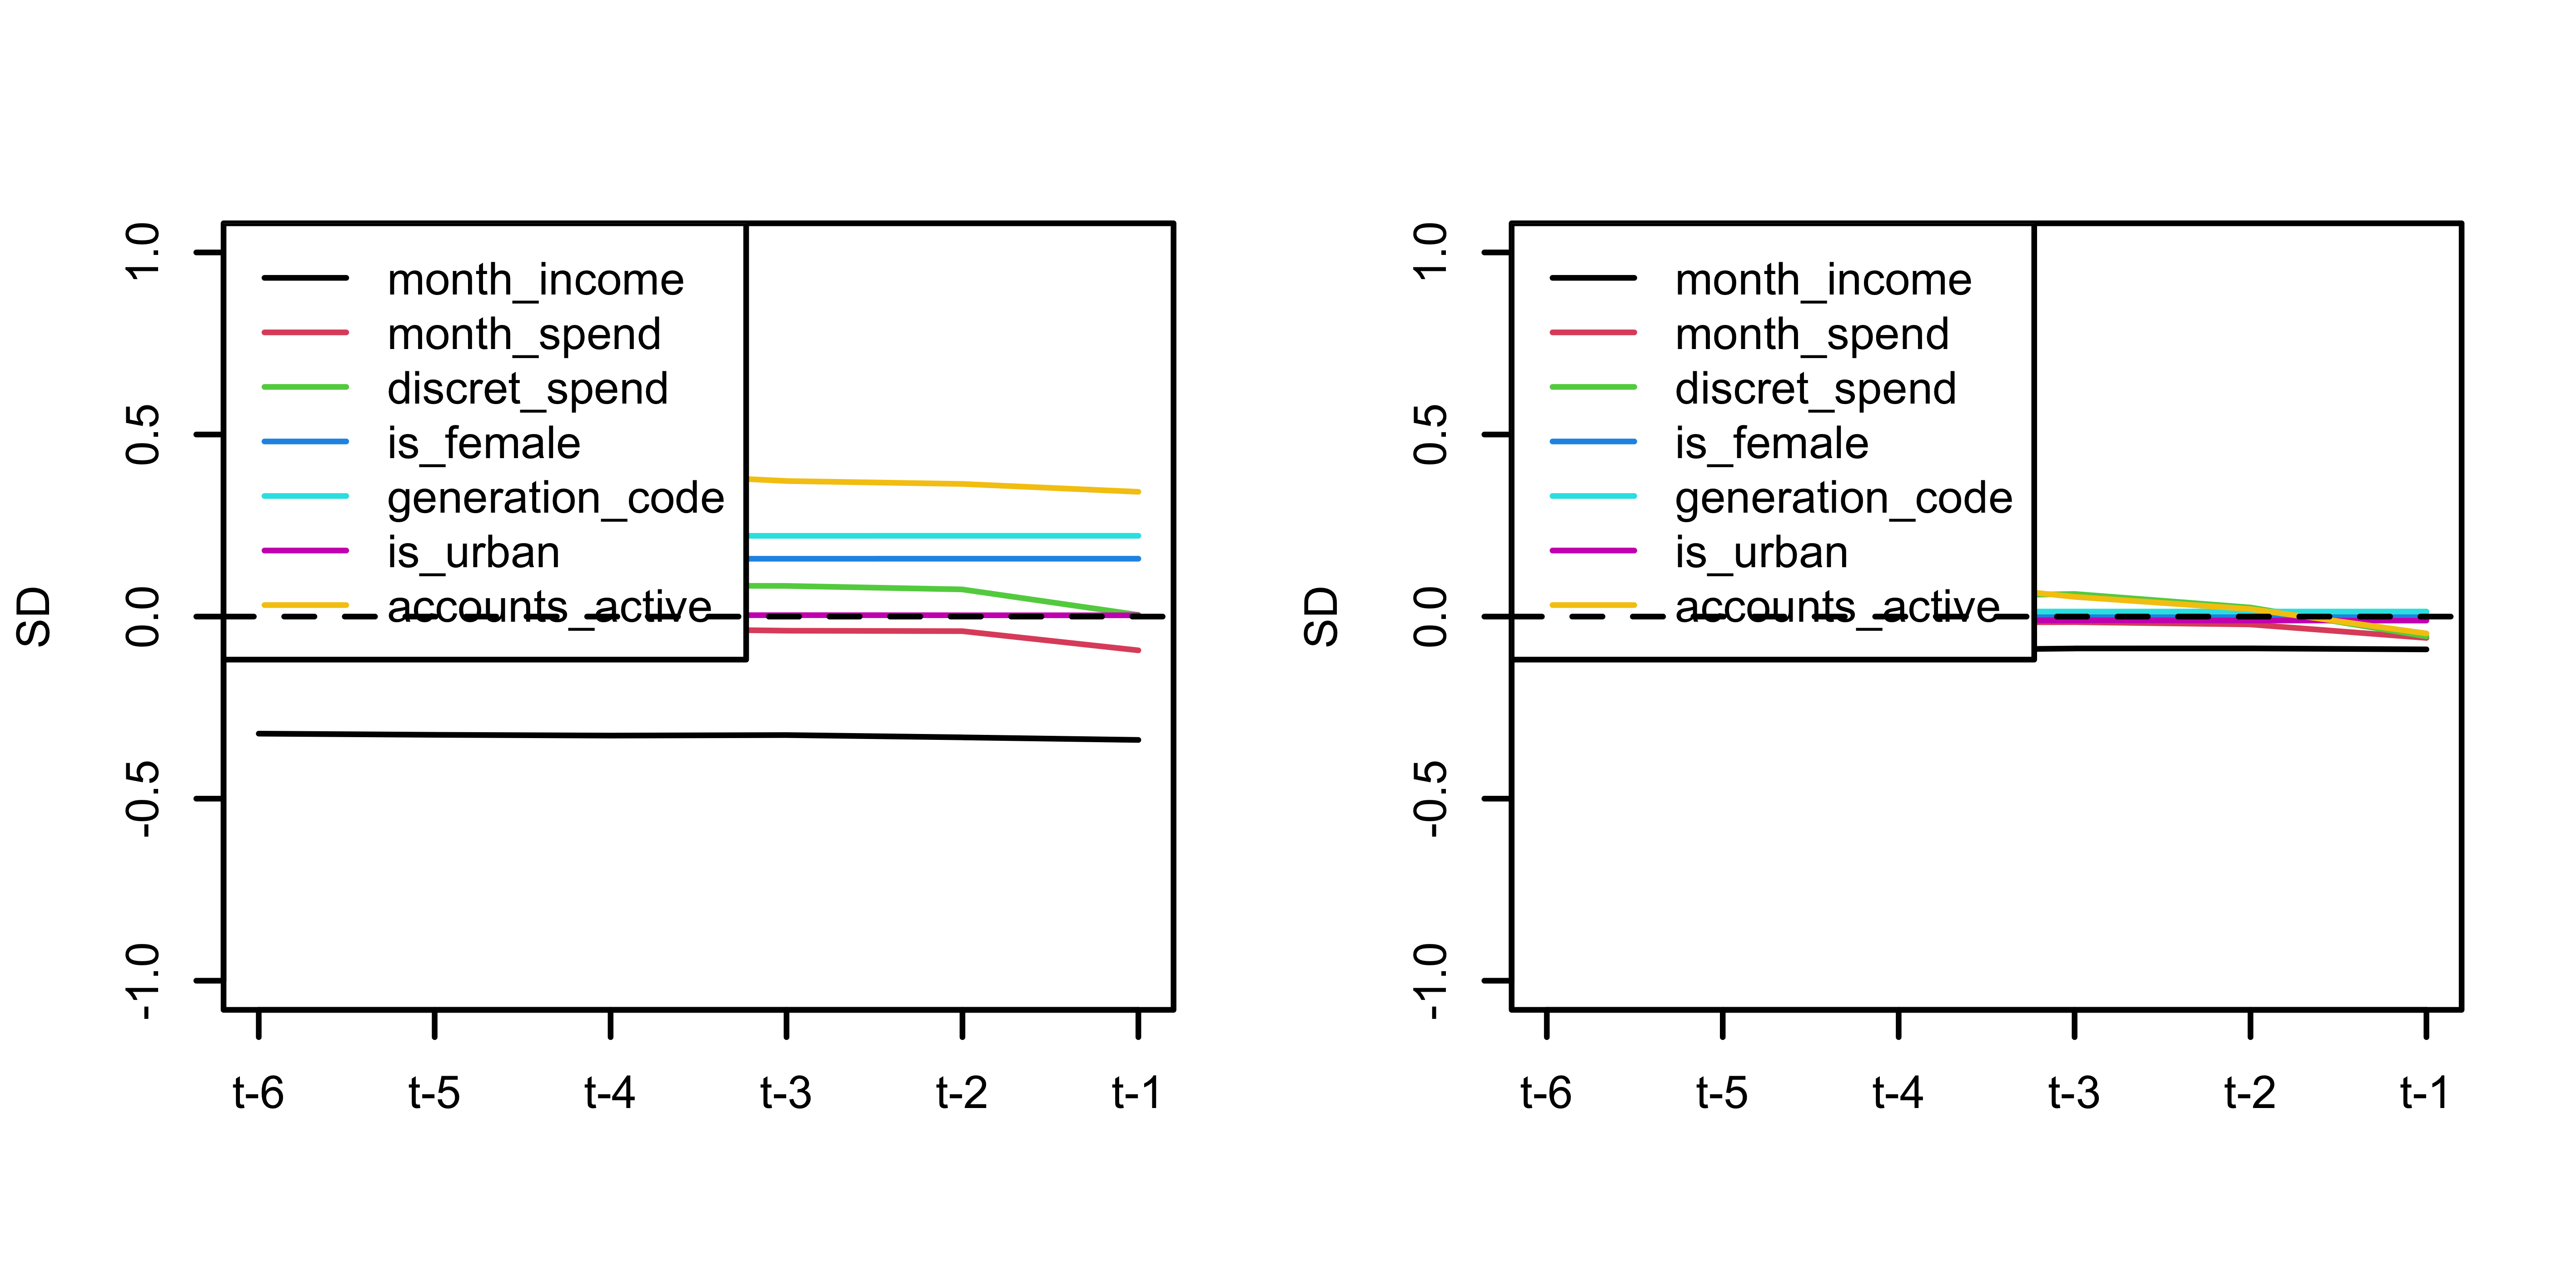 SD
1.0
0.5
0.0
-0.5
-1.0
month_income
month_spend
discret_spend
is_female
generation_code
is_urban
accounts_active
t-6
t-5
t-4
t-3
t-2
t-1
SD
1.0
0.5
0.0
-0.5
-1.0
month_income
month_spend
discret_spend
is_female
generation_code
is_urban
accounts_active
t-6
t-5
t-4
t-3
t-2
t-1